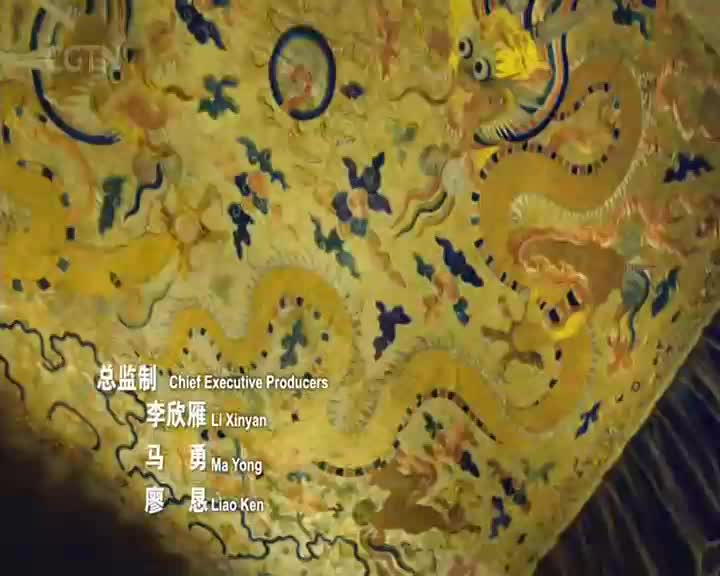 CGTN
总监制 Chief Executive Producers
李欣雁 Li Xinyan
马 勇 Ma Yong
廖 恳 Liao Ken